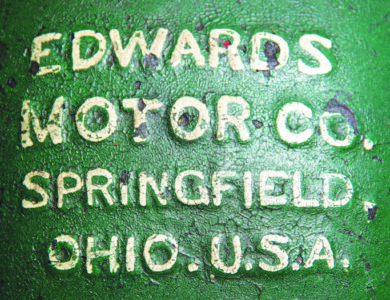 EDWARDS
MOTOR CO.
SPRINGFIELD,
OHIO. U.S.A.